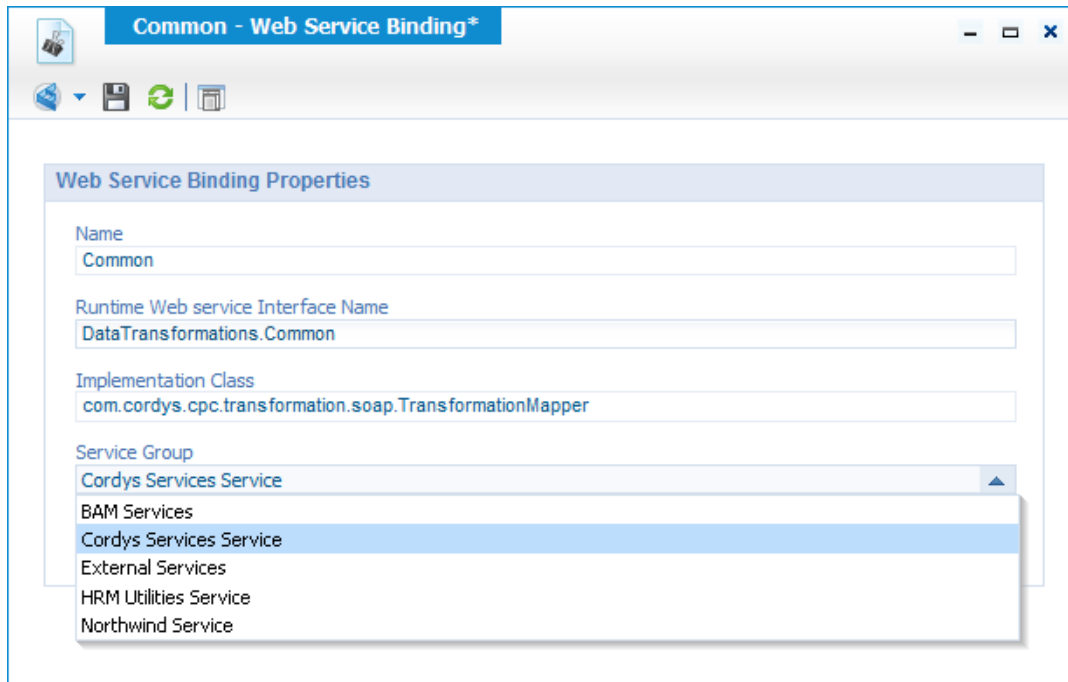 Common - Web Service Binding*
Web Service Binding Properties
Name
Common
Runtime Web service Interface Name
DataTransformations.Common
Implementation Class
com.cordys.cpc.transformation.soap.TransformationMapper
Service Group
Cordys Services Service
BAM Services
Cordys Services Service
External Services
HRM Utilities Service
Northwind Service